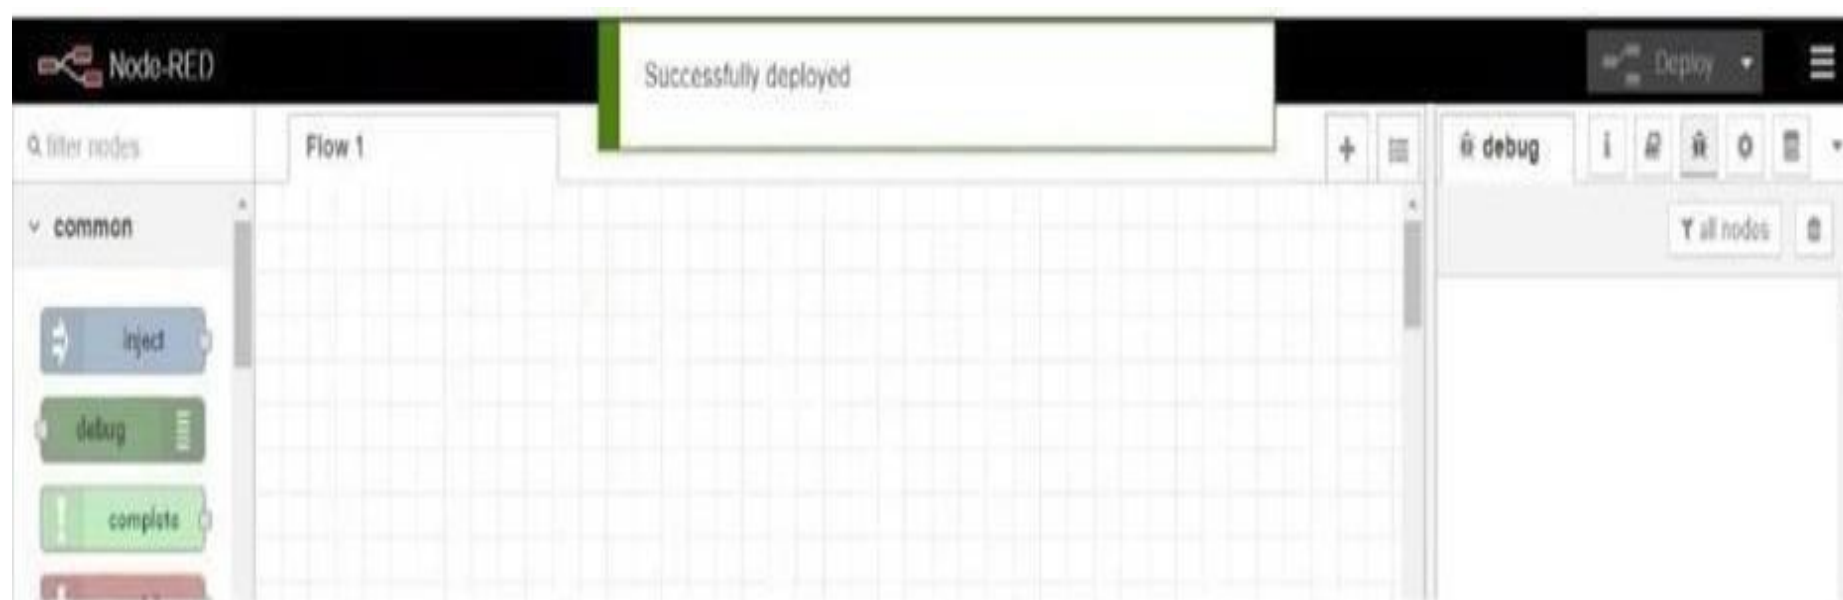 Node-RED
Successfully deployed
Deploy
filter nodes
Flow 1
debug
common
all nodes
inject
debug
complete